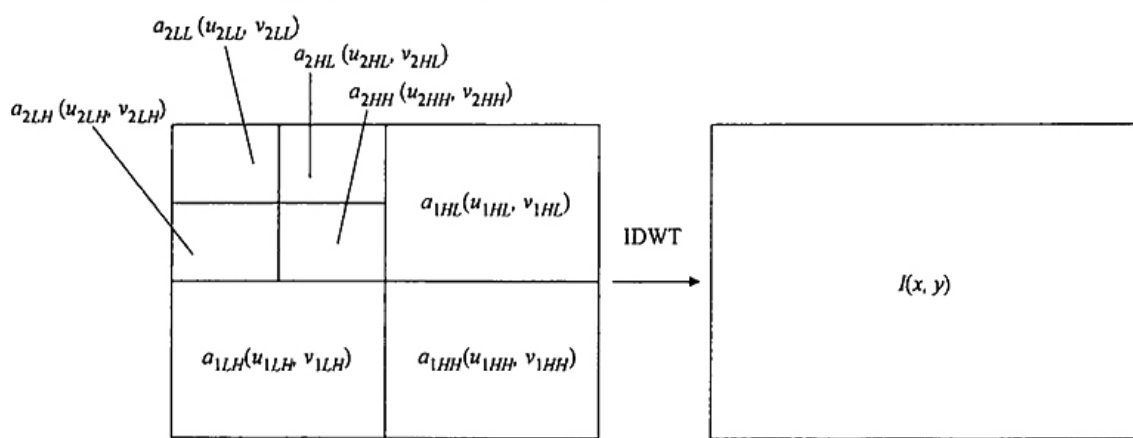 a2LL (u2LL, v2LL)
a2HL (u2HL, v2HL)
a2HH (u2HH, v2HH)
a2LH (u2LH, v2LH)
a1HL(u1HL, v1HL)
IDWT
I(x, y)
a1LH(u1LH, v1LH)
a1HH(u1HH, v1HH)